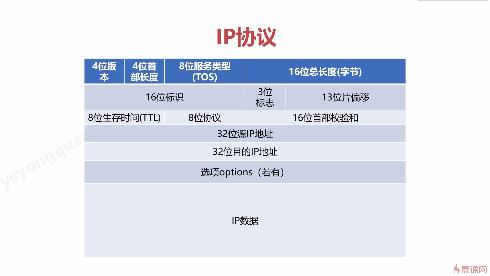 IP协议
4位版
本
4位首
部长度
8位服务类型
(TOS)
16位总长度(字节)
16位标识
3位
标志
13位片偏移
8位生存时间(TTL)
8位协议
16位首部校验和
32位源IP地址
32位目的IP地址
选项options（若有）
IP数据
yeyongquan
慕课网